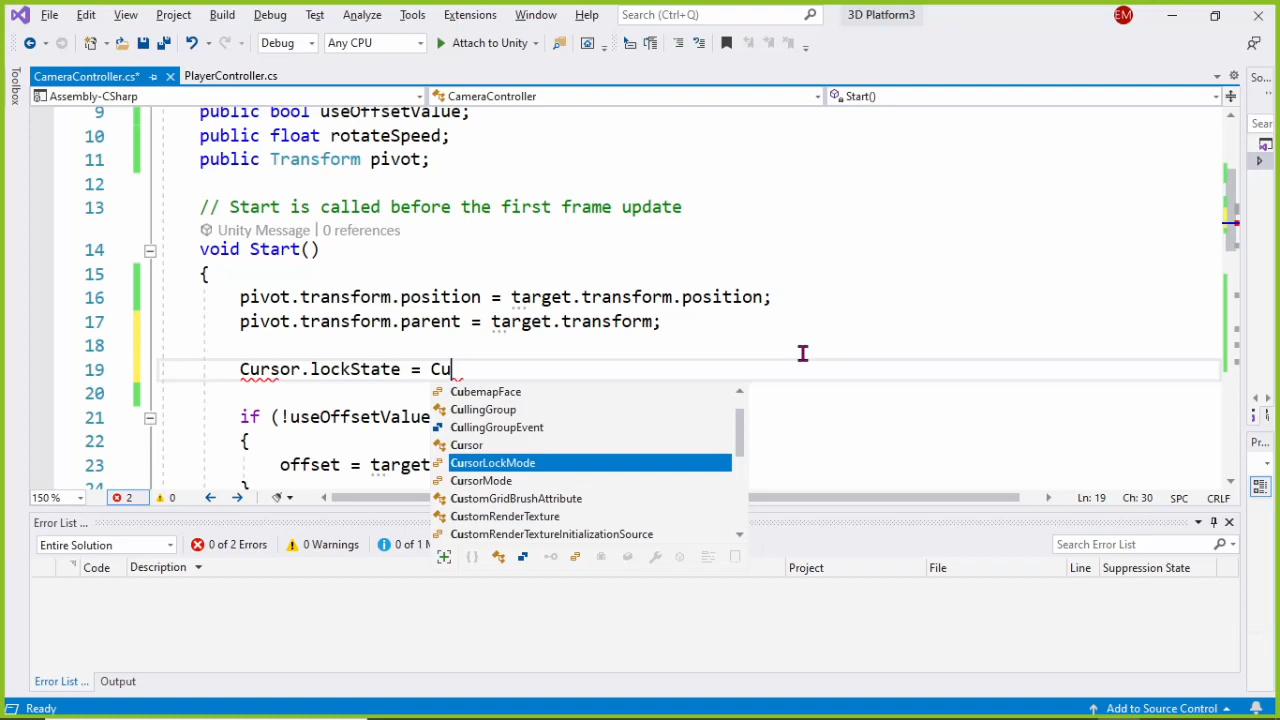 File Edit View Project Build Debug Test Analyze Tools Extensions Window Help Search (Ctrl+Q) 3D Platform3 EM
Debug Any CPU Attach to Unity
CameraController.cs* PlayerController.cs So...
Toolbox
Assembly-CSharp CameraController Start()
9 public bool useOffsetValue;
Sear
10 public float rotateSpeed;
11 public Transform pivot;
12
13 // Start is called before the first frame update
Unity Message | 0 references
14 void Start()
15 {
16 pivot.transform.position = target.transform.position;
17 pivot.transform.parent = target.transform;
18
19 Cursor.lockState = Cu
20 CubemapFace
CullingGroup
21 if (!useOffsetValue CullingGroupEvent
22 { Cursor
Pr...
23 offset = target CursorLockMode
CursorMode
24 }
150 % 2 0 CustomGridBrushAttribute Ln: 19 Ch: 30 SPC CRLF
CustomRenderTexture
Error List ...
CustomRenderTextureInitializationSource
Entire Solution 0 of 2 Errors 0 Warnings 0 of 1 M Search Error List
Code Description Project File Line Suppression State
Error List ... Output
Ready Add to Source Control